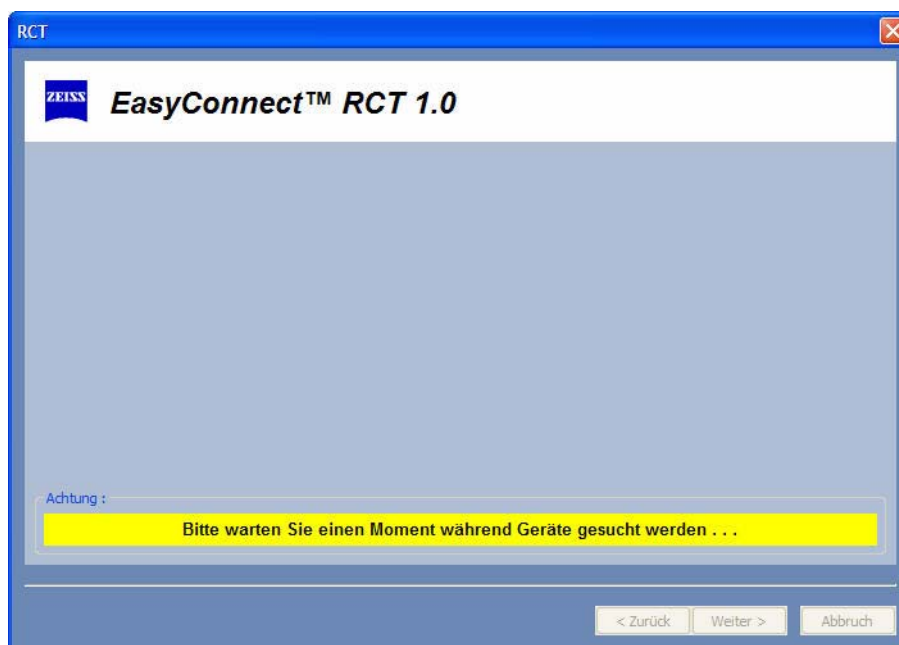 RCT
ZEISS
EasyConnect™ RCT 1.0
Achtung :
Bitte warten Sie einen Moment während Geräte gesucht werden . . .
< Zurück Weiter > Abbruch